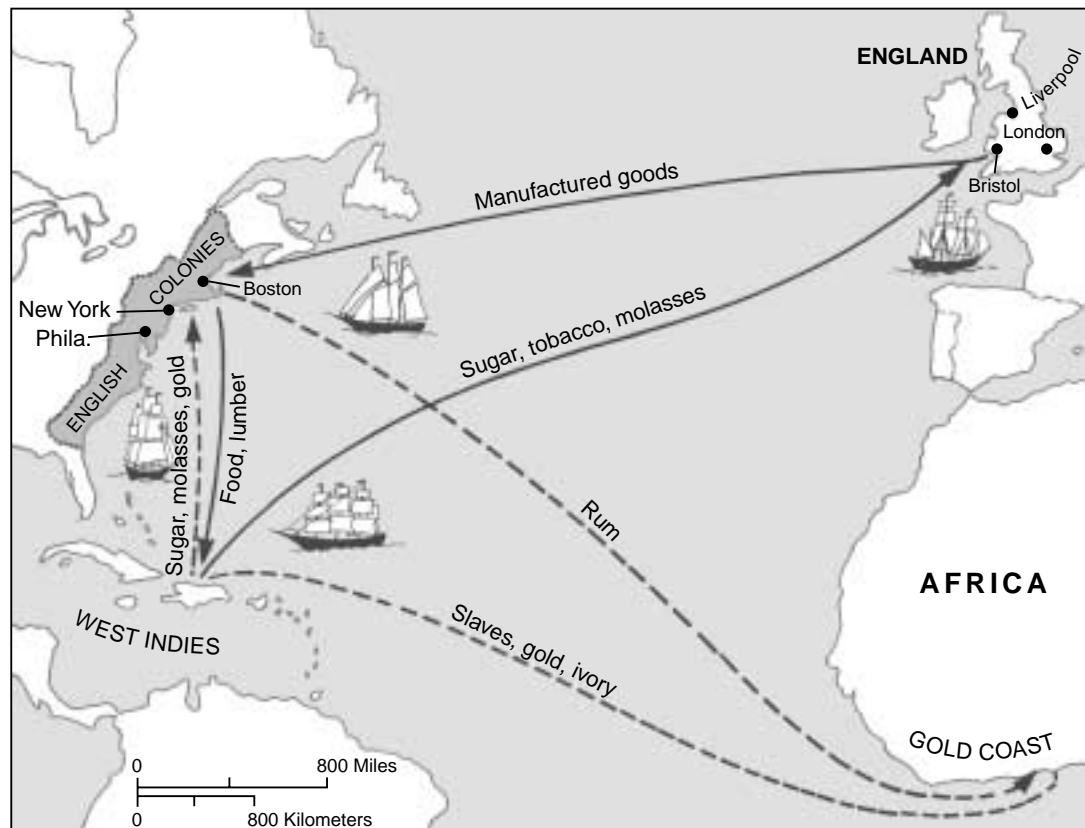 ENGLAND
Liverpool
London
Bristol
Manufactured goods
COLONIES
Boston
New York
Phila.
ENGLISH
Sugar, tobacco, molasses
Sugar, molasses, gold
Food, lumber
Rum
AFRICA
Slaves, gold, ivory
WEST INDIES
GOLD COAST
0 800 Miles
0 800 Kilometers